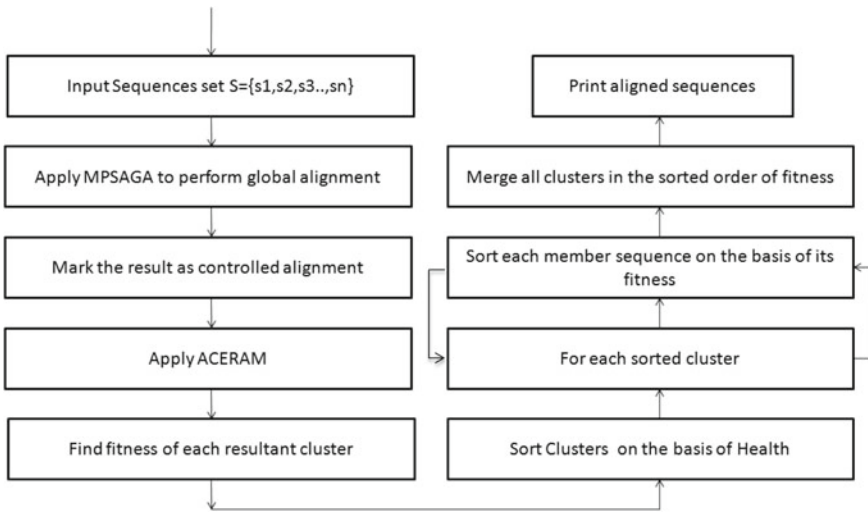 Input Sequences set S={s1,s2,s3..,sn}
Apply MPSAGA to perform global alignment
Mark the result as controlled alignment
Apply ACERAM
Find fitness of each resultant cluster
Sort Clusters on the basis of Health
For each sorted cluster
Sort each member sequence on the basis of its
fitness
Merge all clusters in the sorted order of fitness
Print aligned sequences